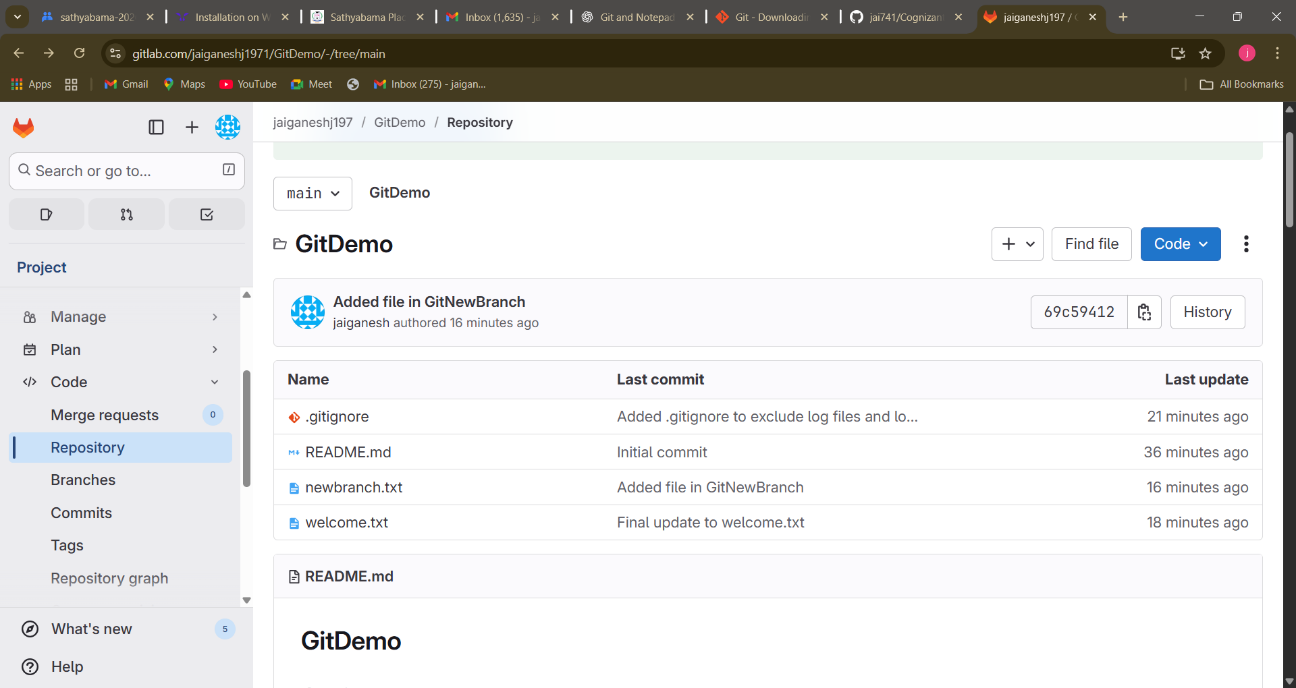 sathyabama-202
Installation on W
Sathyabama Pla
Inbox (1,635) - ja
Git and Notepad
Git - Downloadin
jai741/Cognizan
jaiganeshj197 / G
gitlab.com/jaiganeshj1971/GitDemo/-/tree/main
j
Apps
Gmail
Maps
YouTube
Meet
Inbox (275) - jaigan...
All Bookmarks
jaiganeshj197 / GitDemo / Repository
Search or go to...
/
main
GitDemo
GitDemo
Find file
Code
Project
Added file in GitNewBranch
jaiganesh authored 16 minutes ago
69c59412
History
Manage
Plan
Code
Merge requests 0
Repository
Branches
Commits
Tags
Repository graph
What's new 5
Help
Name Last commit Last update
.gitignore Added .gitignore to exclude log files and lo... 21 minutes ago
README.md Initial commit 36 minutes ago
newbranch.txt Added file in GitNewBranch 16 minutes ago
welcome.txt Final update to welcome.txt 18 minutes ago
README.md
GitDemo